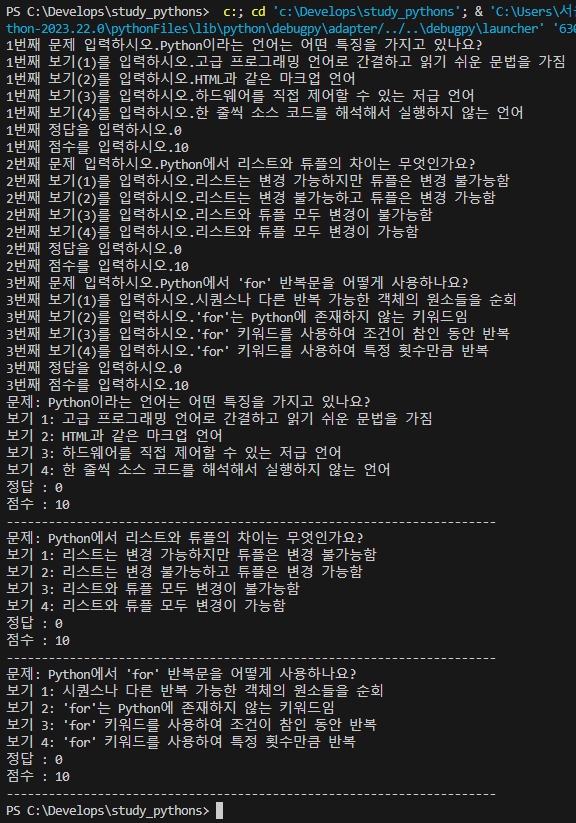 PS C:\Develops\study_pythons>  c:; cd 'c:\Develops\study_pythons'; & 'C:\Users\서
thon-2023.22.0\pythonFiles\lib\python\debugpy\adapter/../..\debugpy\launcher' '630
1번째 문제 입력하시오.Python이라는 언어는 어떤 특징을 가지고 있나요?
1번째 보기(1)를 입력하시오.고급 프로그래밍 언어로 간결하고 읽기 쉬운 문법을 가짐
1번째 보기(2)를 입력하시오.HTML과 같은 마크업 언어
1번째 보기(3)를 입력하시오.하드웨어를 직접 제어할 수 있는 저급 언어
1번째 보기(4)를 입력하시오.한 줄씩 소스 코드를 해석해서 실행하지 않는 언어
1번째 정답을 입력하시오.0
1번째 점수를 입력하시오.10
2번째 문제 입력하시오.Python에서 리스트와 튜플의 차이는 무엇인가요?
2번째 보기(1)를 입력하시오.리스트는 변경 가능하지만 튜플은 변경 불가능함
2번째 보기(2)를 입력하시오.리스트는 변경 불가능하고 튜플은 변경 가능함
2번째 보기(3)를 입력하시오.리스트와 튜플 모두 변경이 불가능함
2번째 보기(4)를 입력하시오.리스트와 튜플 모두 변경이 가능함
2번째 정답을 입력하시오.0
2번째 점수를 입력하시오.10
3번째 문제 입력하시오.Python에서 'for' 반복문을 어떻게 사용하나요?
3번째 보기(1)를 입력하시오.시퀀스나 다른 반복 가능한 객체의 원소들을 순회
3번째 보기(2)를 입력하시오.'for'는 Python에 존재하지 않는 키워드임
3번째 보기(3)를 입력하시오.'for' 키워드를 사용하여 조건이 참인 동안 반복
3번째 보기(4)를 입력하시오.'for' 키워드를 사용하여 특정 횟수만큼 반복
3번째 정답을 입력하시오.0
3번째 점수를 입력하시오.10
문제: Python이라는 언어는 어떤 특징을 가지고 있나요?
보기 1: 고급 프로그래밍 언어로 간결하고 읽기 쉬운 문법을 가짐
보기 2: HTML과 같은 마크업 언어
보기 3: 하드웨어를 직접 제어할 수 있는 저급 언어
보기 4: 한 줄씩 소스 코드를 해석해서 실행하지 않는 언어
정답 : 0
점수 : 10
----------------------------------------------------------------------
문제: Python에서 리스트와 튜플의 차이는 무엇인가요?
보기 1: 리스트는 변경 가능하지만 튜플은 변경 불가능함
보기 2: 리스트는 변경 불가능하고 튜플은 변경 가능함
보기 3: 리스트와 튜플 모두 변경이 불가능함
보기 4: 리스트와 튜플 모두 변경이 가능함
정답 : 0
점수 : 10
----------------------------------------------------------------------
문제: Python에서 'for' 반복문을 어떻게 사용하나요?
보기 1: 시퀀스나 다른 반복 가능한 객체의 원소들을 순회
보기 2: 'for'는 Python에 존재하지 않는 키워드임
보기 3: 'for' 키워드를 사용하여 조건이 참인 동안 반복
보기 4: 'for' 키워드를 사용하여 특정 횟수만큼 반복
정답 : 0
점수 : 10
----------------------------------------------------------------------
PS C:\Develops\study_pythons>